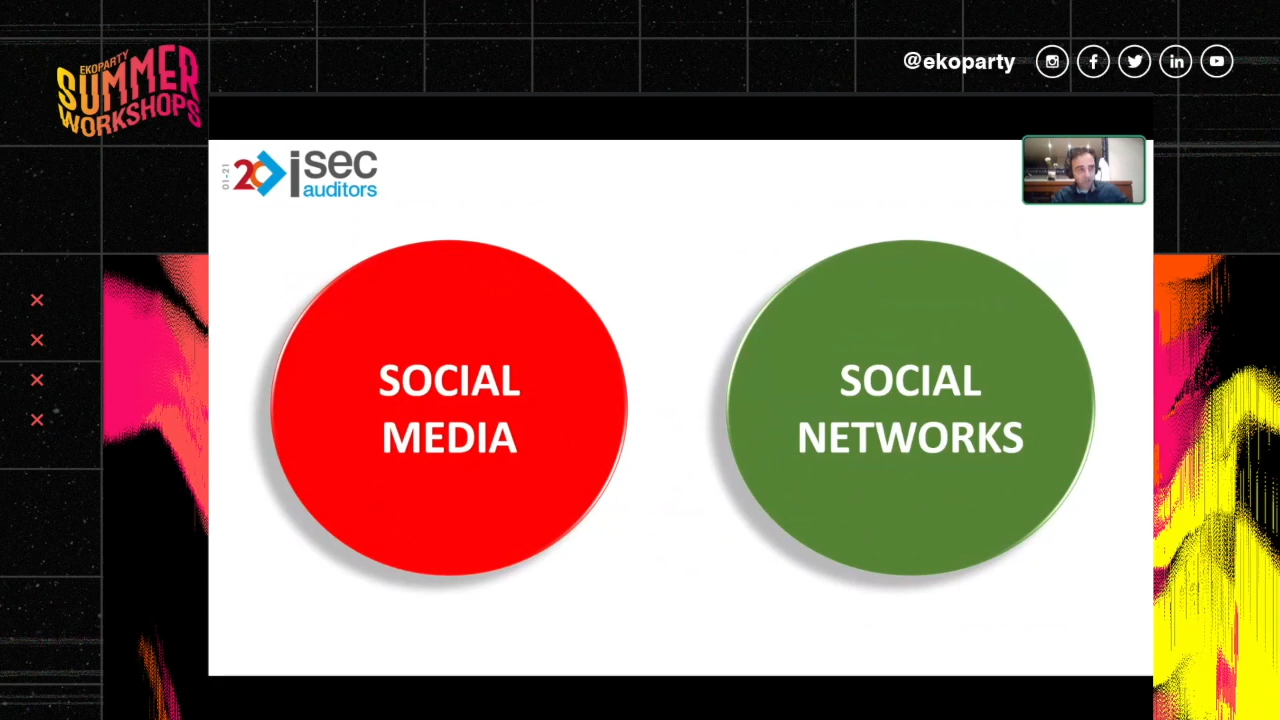 EKOPARTY
SUMMER
WORKSHOPS
@ekoparty
01-21
20
isec
auditors
SOCIAL
MEDIA
SOCIAL
NETWORKS